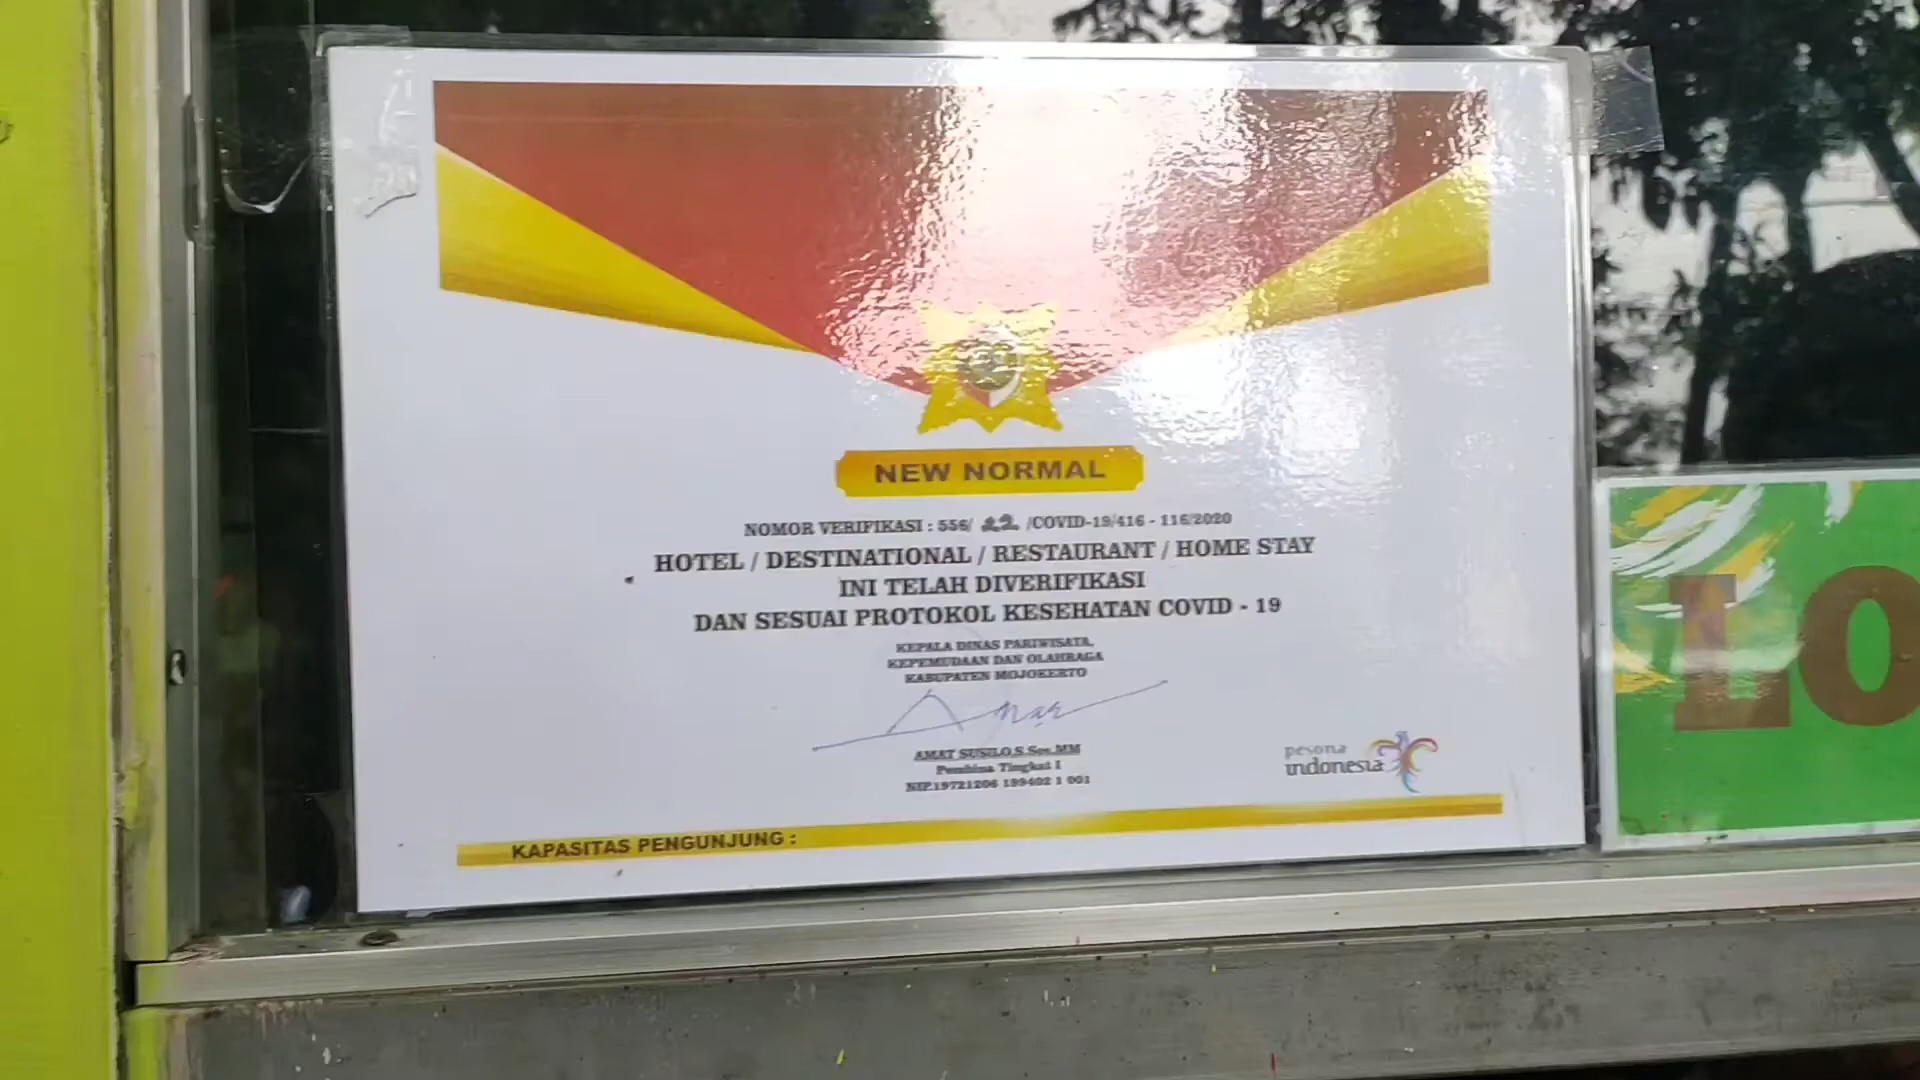 NEW NORMAL
NOMOR VERIFIKASI : 556/ 22 /COVID-19/416 - 116/2020
HOTEL / DESTINATIONAL / RESTAURANT / HOME STAY
INI TELAH DIVERIFIKASI
DAN SESUAI PROTOKOL KESEHATAN COVID - 19
KEPALA DINAS PARIWISATA,
KEPEMUDAAN DAN OLAHRAGA
KABUPATEN MOJOKERTO
AMAT SUSILO,S.Sos.MM
Pembina Tingkat I
NIP.19721206 199402 1 001
pesona
indonesia
KAPASITAS PENGUNJUNG :
LO